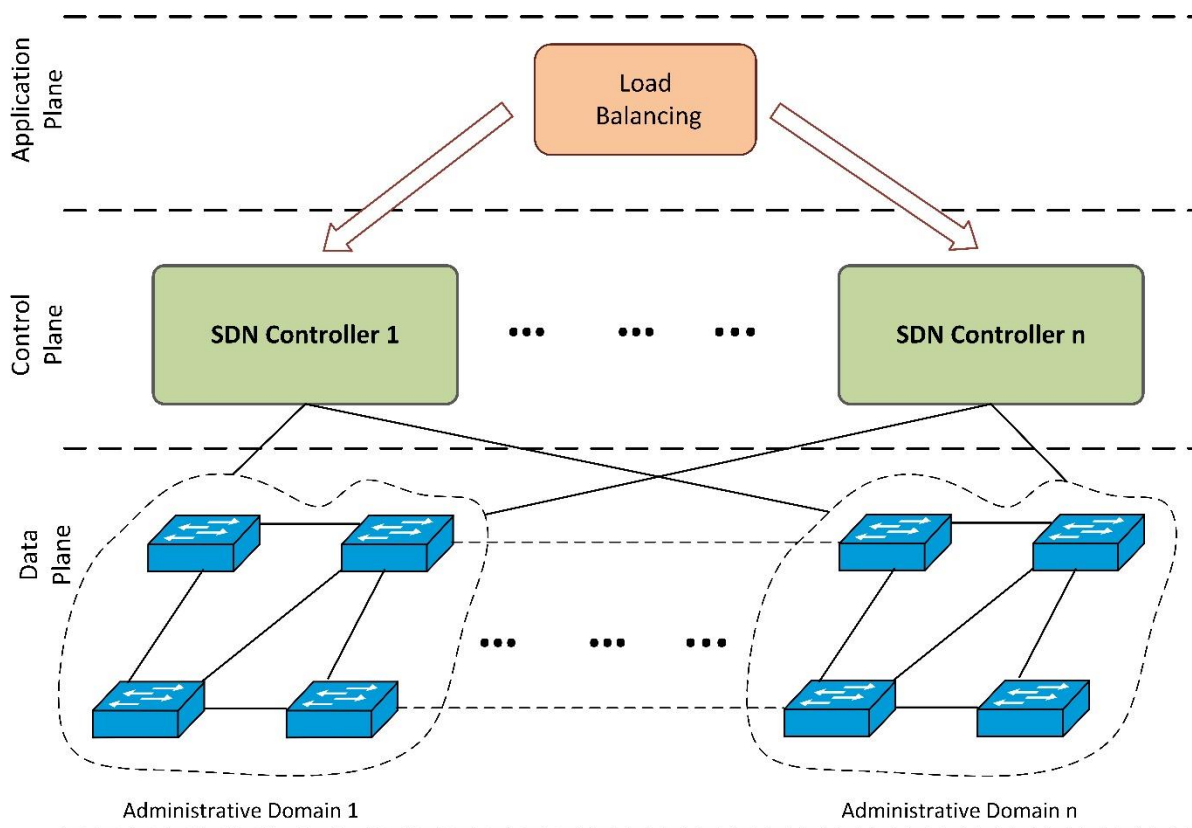 Application
Plane
Load
Balancing
Control
Plane
SDN Controller 1
... ... ...
SDN Controller n
Data
Plane
... ... ...
Administrative Domain 1
Administrative Domain n